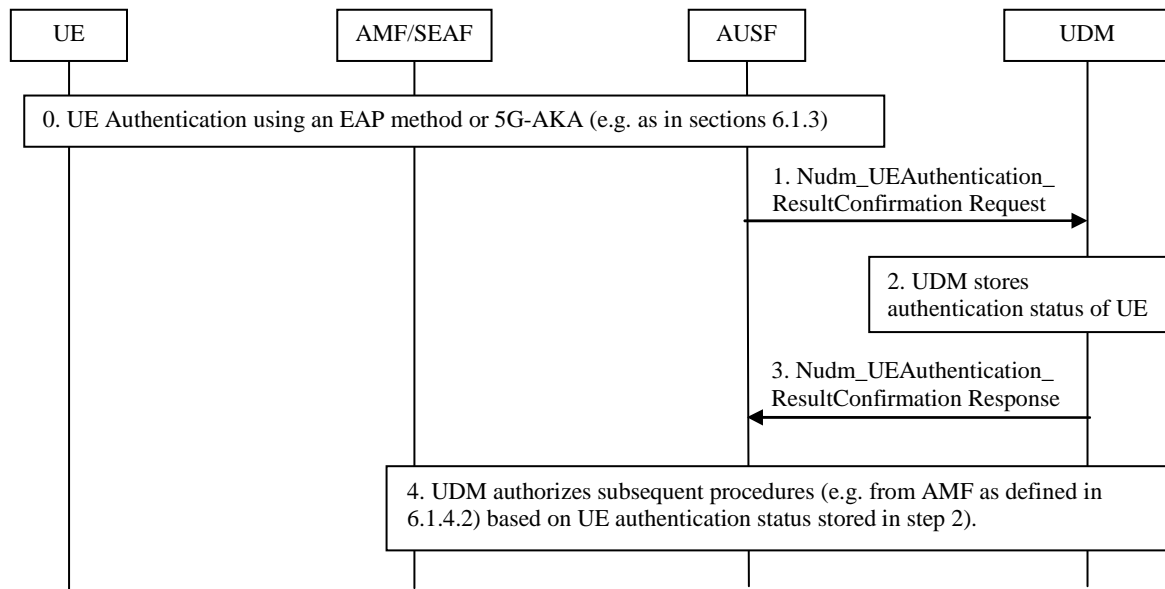 UE
AMF/SEAF
AUSF
UDM
0. UE Authentication using an EAP method or 5G-AKA (e.g. as in sections 6.1.3)
1. Nudm_UEAuthentication_
ResultConfirmation Request
2. UDM stores
authentication status of UE
3. Nudm_UEAuthentication_
ResultConfirmation Response
4. UDM authorizes subsequent procedures (e.g. from AMF as defined in
6.1.4.2) based on UE authentication status stored in step 2).